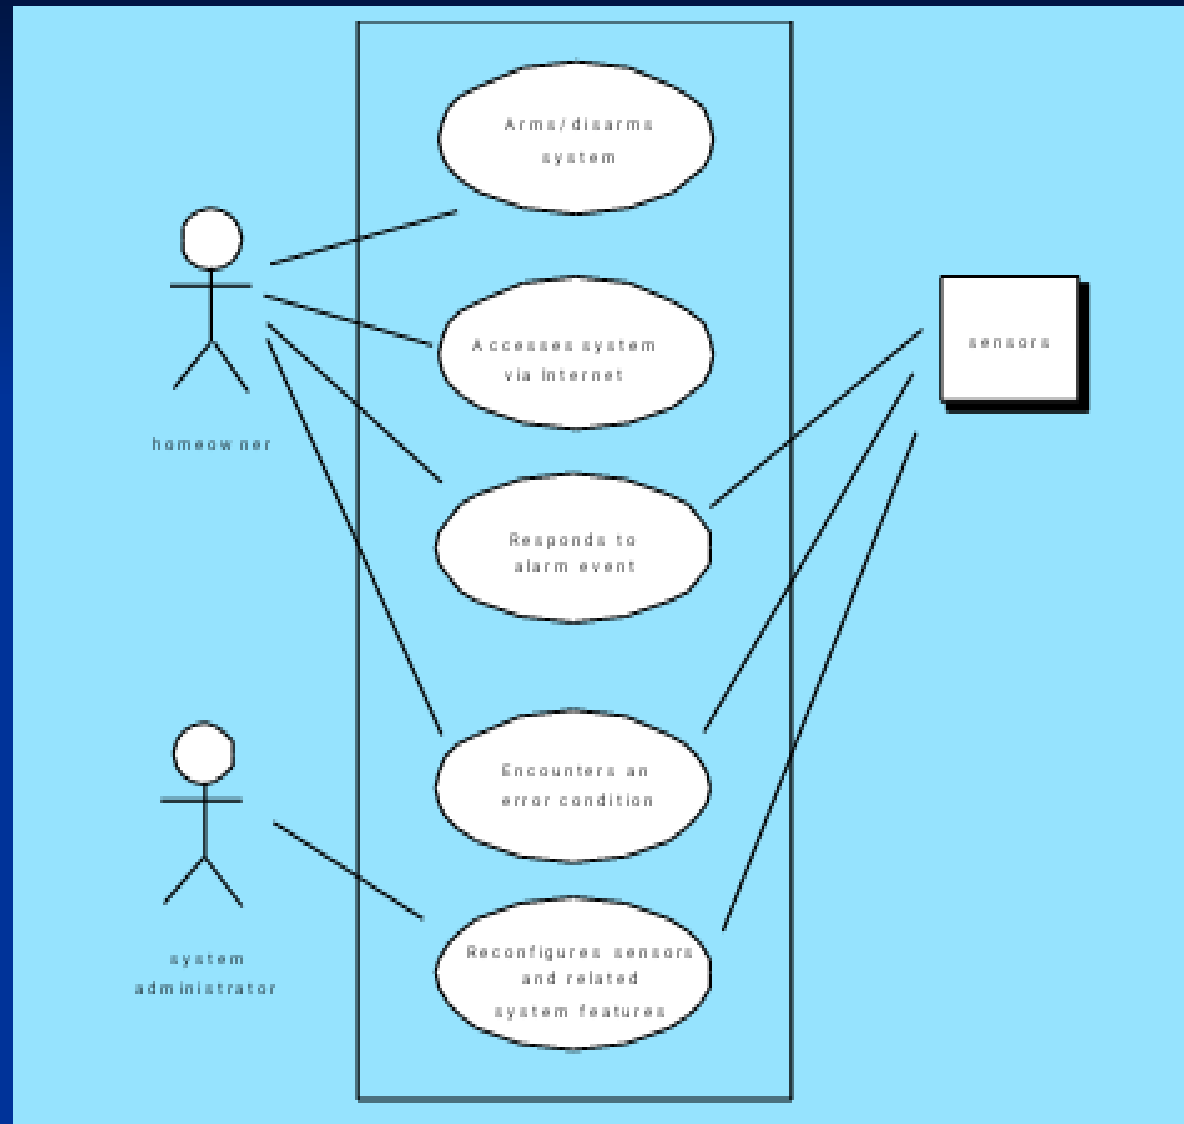 Arms/disarms
system
Accesses system
via Internet
sensors
homeowner
Responds to
alarm event
Encounters an
error condition
system
administrator
Reconfigures sensors
and related
system features